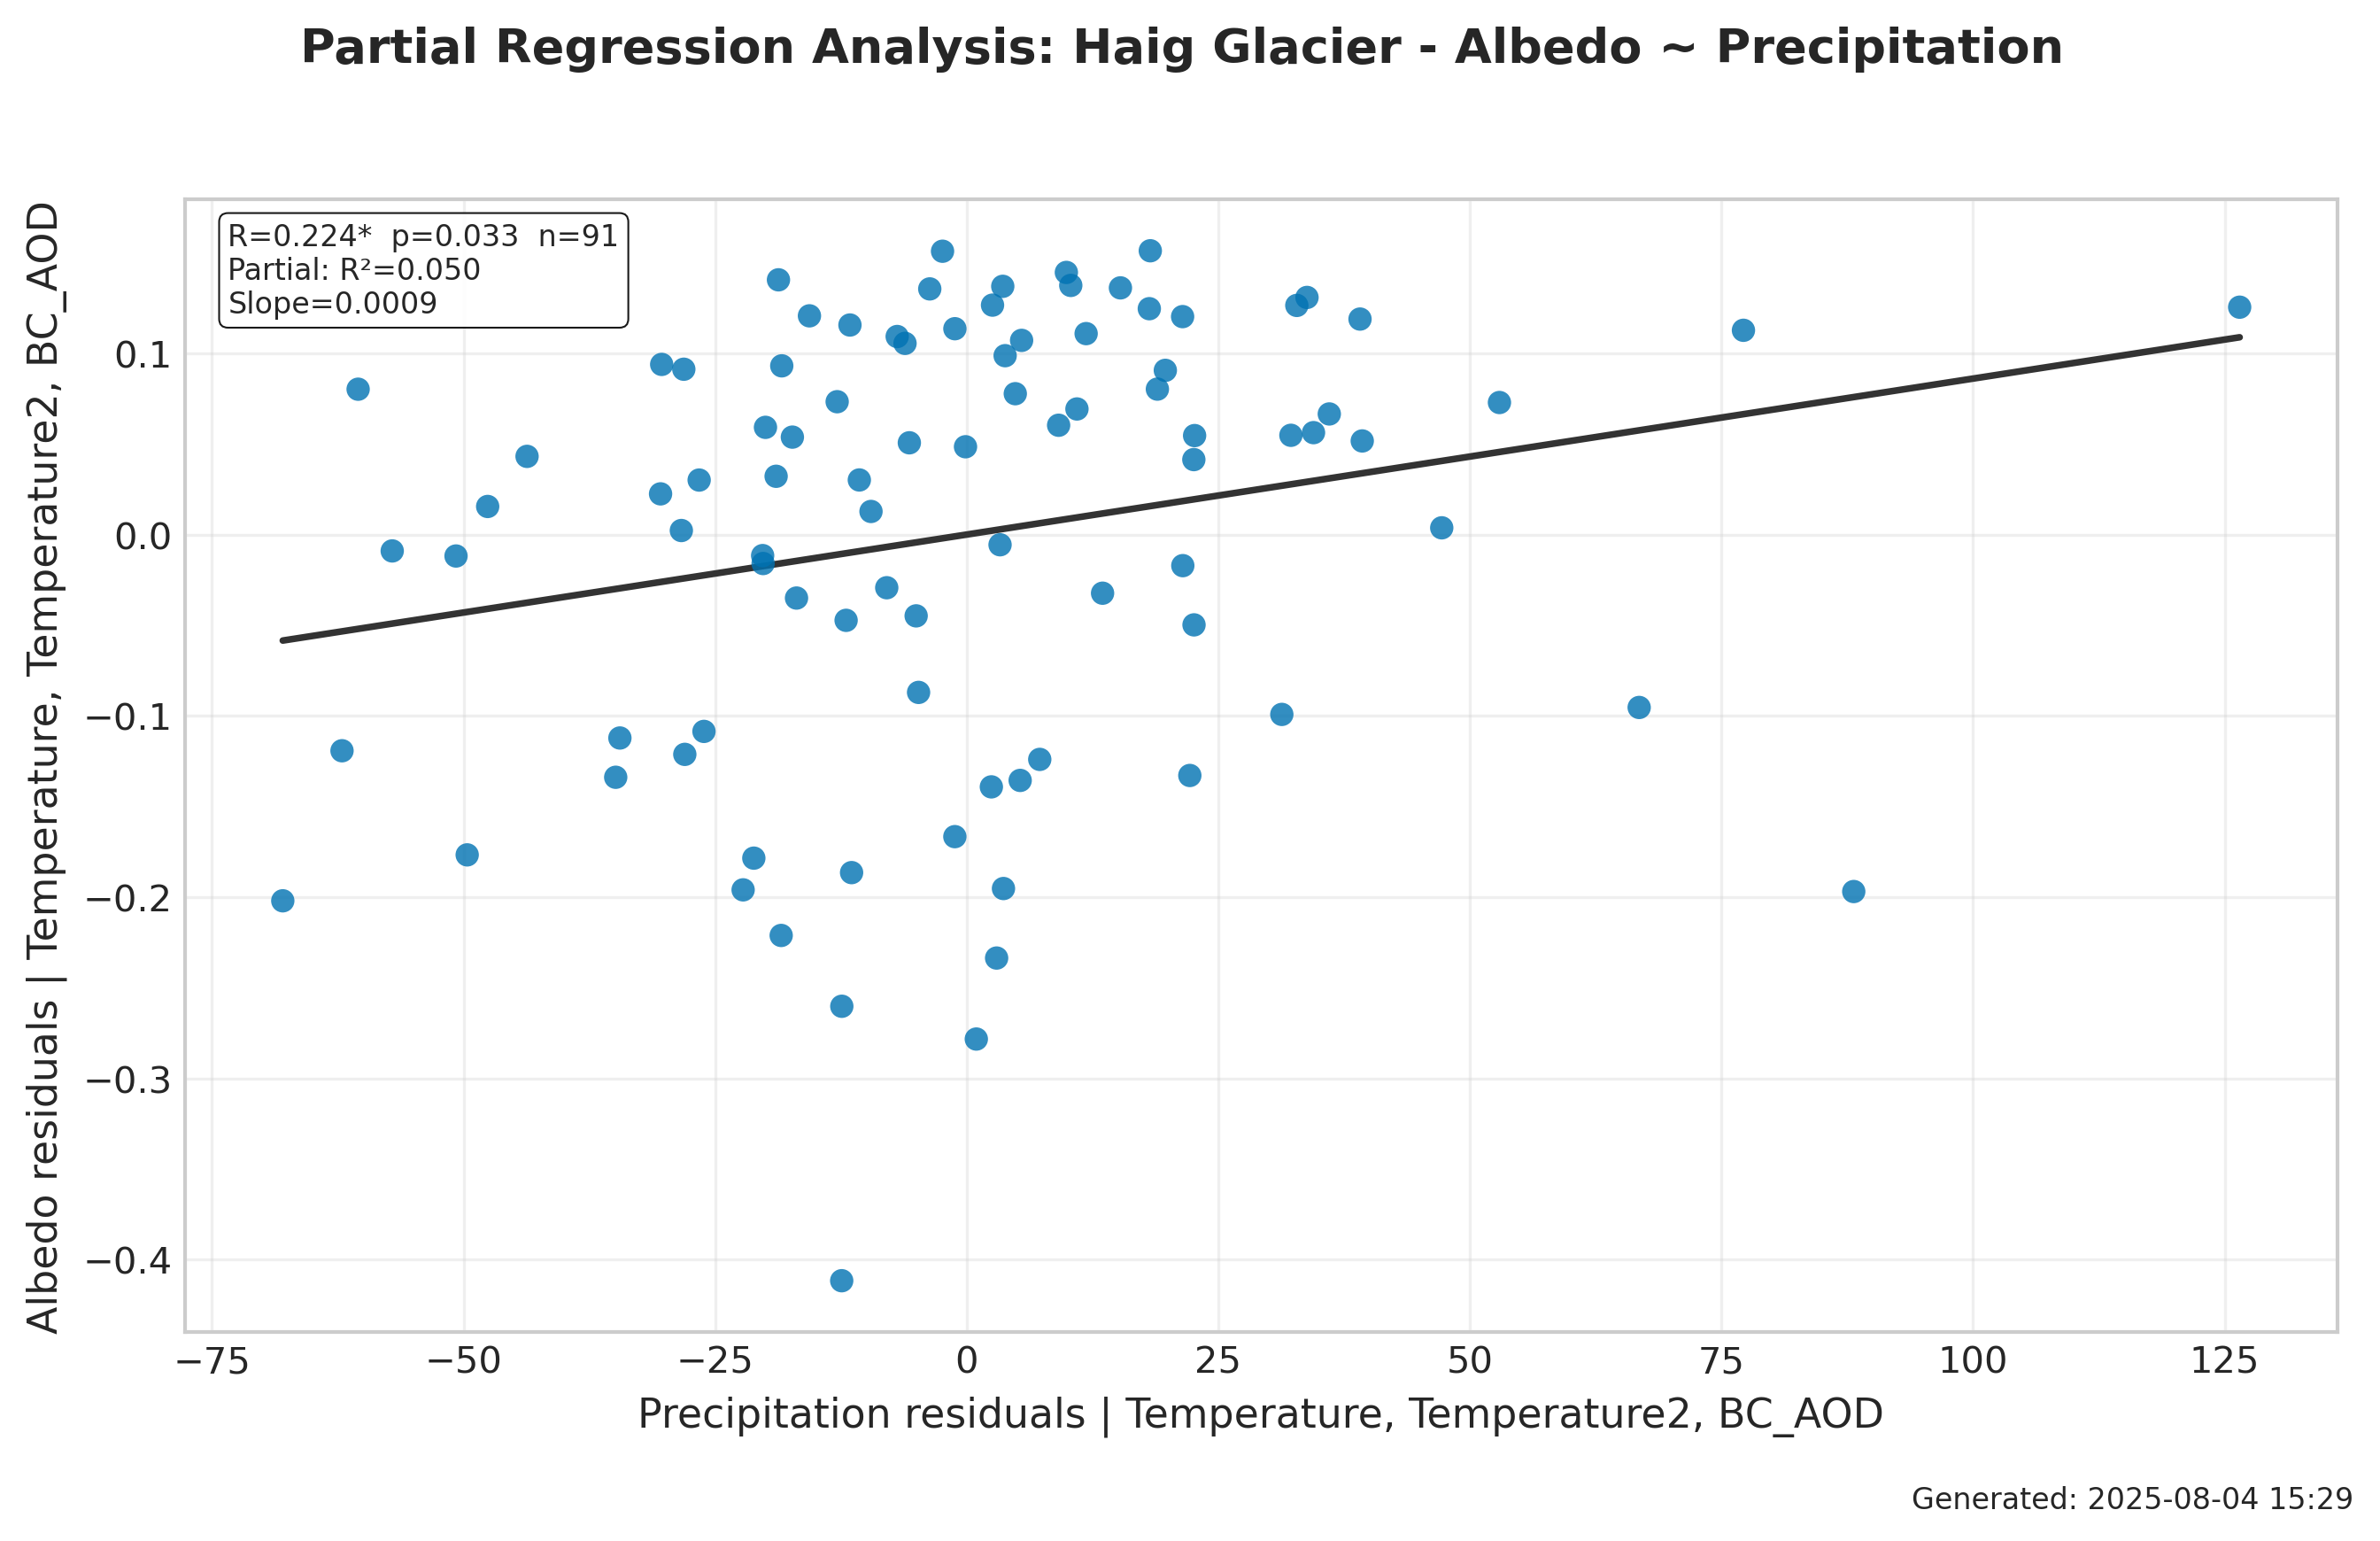 Partial Regression Analysis: Haig Glacier - Albedo ~ Precipitation
R=0.224*  p=0.033  n=91
Partial: R²=0.050
Slope=0.0009
Albedo residuals | Temperature, Temperature2, BC_AOD
0.1
0.0
−0.1
−0.2
−0.3
−0.4
−75
−50
−25
0
25
50
75
100
125
Precipitation residuals | Temperature, Temperature2, BC_AOD
Generated: 2025-08-04 15:29